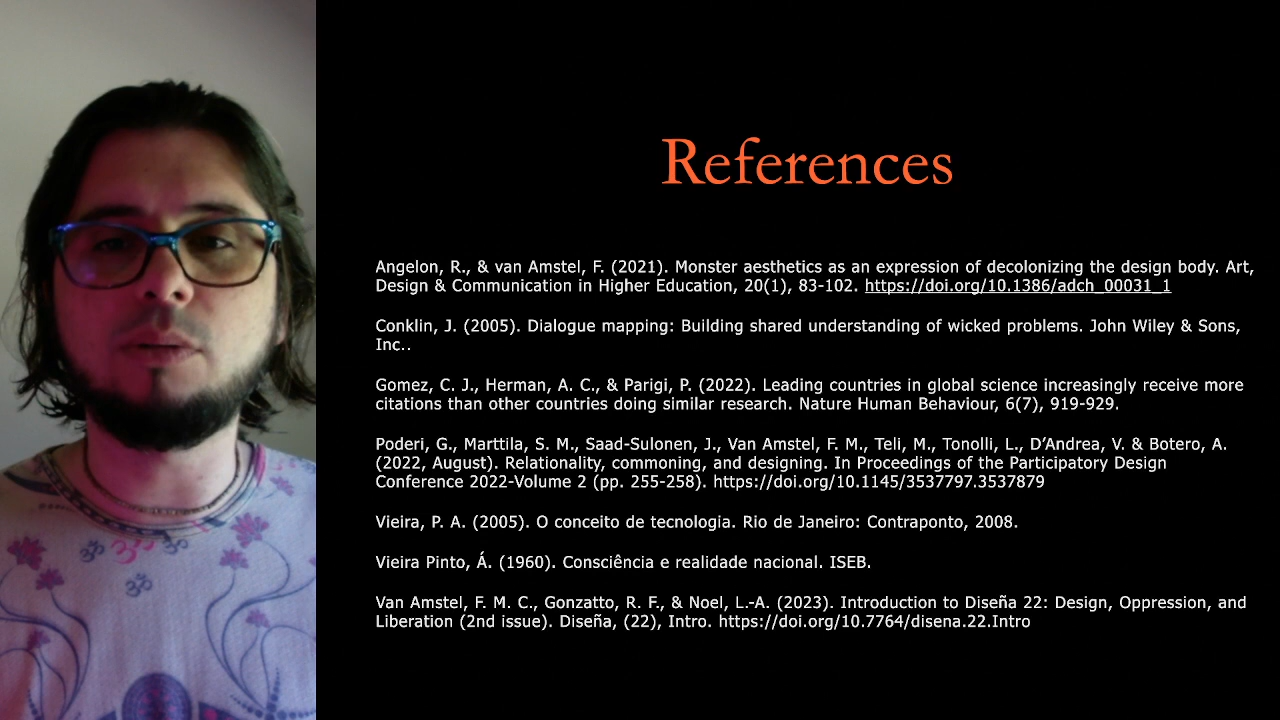 References
Angelon, R., & van Amstel, F. (2021). Monster aesthetics as an expression of decolonizing the design body. Art,
Design & Communication in Higher Education, 20(1), 83-102. https://doi.org/10.1386/adch_00031_1
Conklin, J. (2005). Dialogue mapping: Building shared understanding of wicked problems. John Wiley & Sons,
Inc..
Gomez, C. J., Herman, A. C., & Parigi, P. (2022). Leading countries in global science increasingly receive more
citations than other countries doing similar research. Nature Human Behaviour, 6(7), 919-929.
Poderi, G., Marttila, S. M., Saad-Sulonen, J., Van Amstel, F. M., Teli, M., Tonolli, L., D’Andrea, V. & Botero, A.
(2022, August). Relationality, commoning, and designing. In Proceedings of the Participatory Design
Conference 2022-Volume 2 (pp. 255-258). https://doi.org/10.1145/3537797.3537879
Vieira, P. A. (2005). O conceito de tecnologia. Rio de Janeiro: Contraponto, 2008.
Vieira Pinto, Á. (1960). Consciência e realidade nacional. ISEB.
Van Amstel, F. M. C., Gonzatto, R. F., & Noel, L.-A. (2023). Introduction to Diseña 22: Design, Oppression, and
Liberation (2nd issue). Diseña, (22), Intro. https://doi.org/10.7764/disena.22.Intro
ॐ ॐ ॐ
ॐ